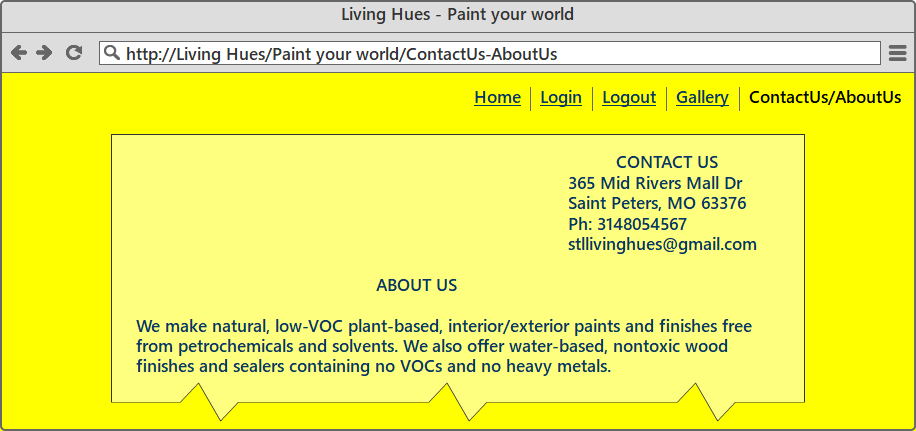 Living Hues - Paint your world
http://Living Hues/Paint your world/ContactUs-AboutUs
Home Login Logout Gallery ContactUs/AboutUs
CONTACT US
365 Mid Rivers Mall Dr
Saint Peters, MO 63376
Ph: 3148054567
stllivinghues@gmail.com
ABOUT US
We make natural, low-VOC plant-based, interior/exterior paints and finishes free
from petrochemicals and solvents. We also offer water-based, nontoxic wood
finishes and sealers containing no VOCs and no heavy metals.